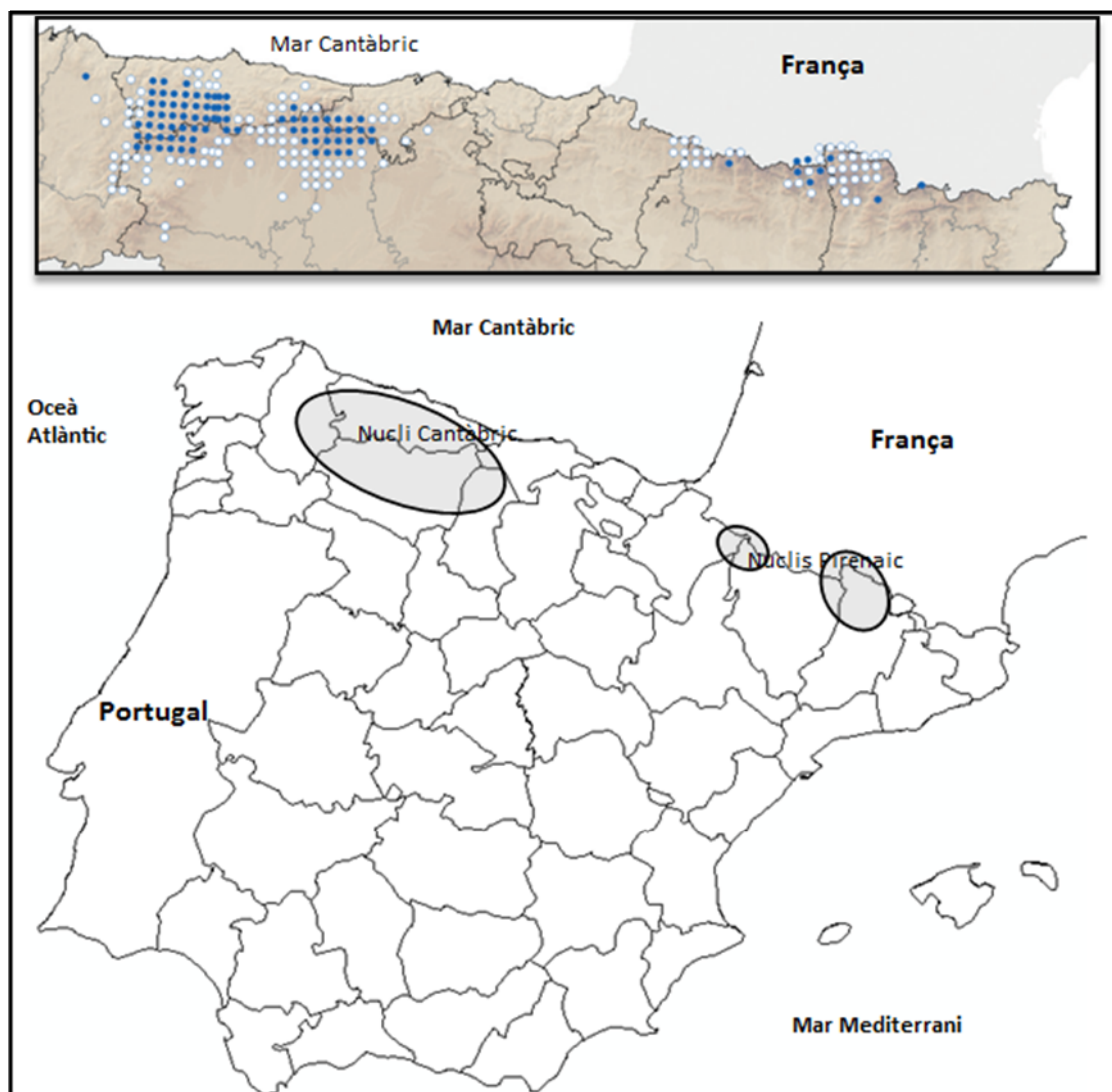 Mar Cantàbric
França
Mar Cantàbric
Oceà
Atlàntic
Nucli Cantàbric
França
Nuclis Pirenaic
Portugal
Mar Mediterrani